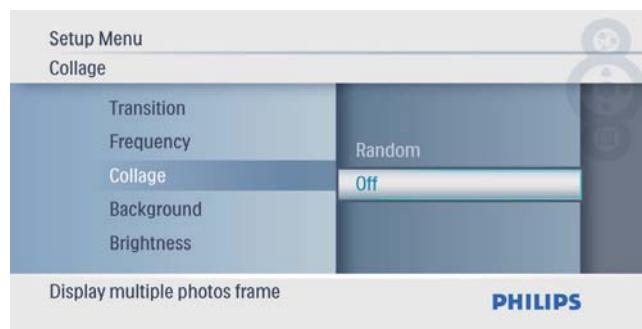 Setup Menu
Collage
Transition
Frequency
Collage
Background
Brightness
Random
Off
Display multiple photos frame
PHILIPS